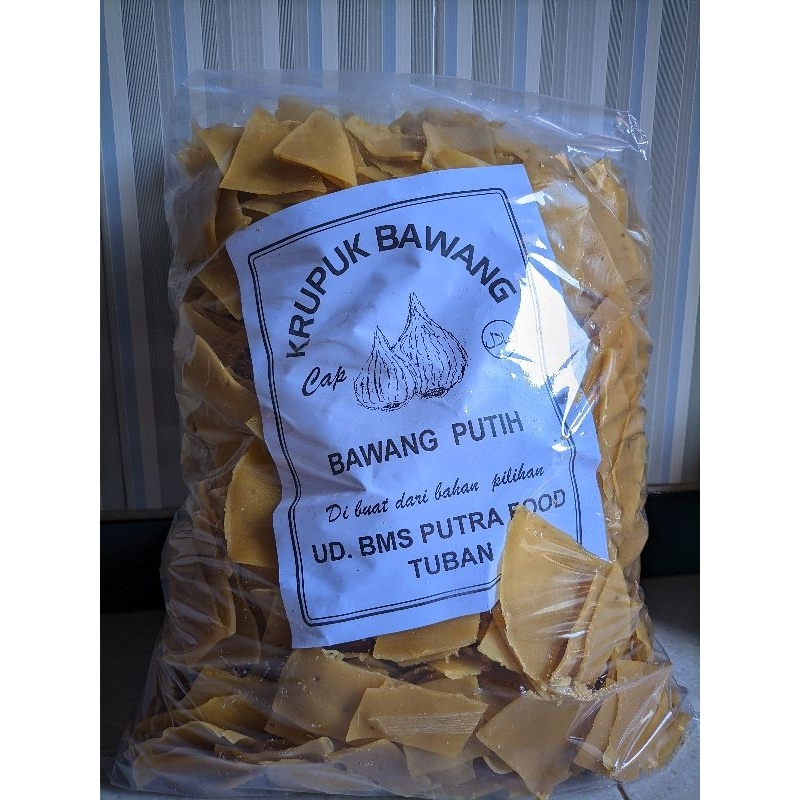 KRUPUK BAWANG
Cap
BAWANG PUTIH
Di buat dari bahan pilihan
UD. BMS PUTRA FOOD
TUBAN